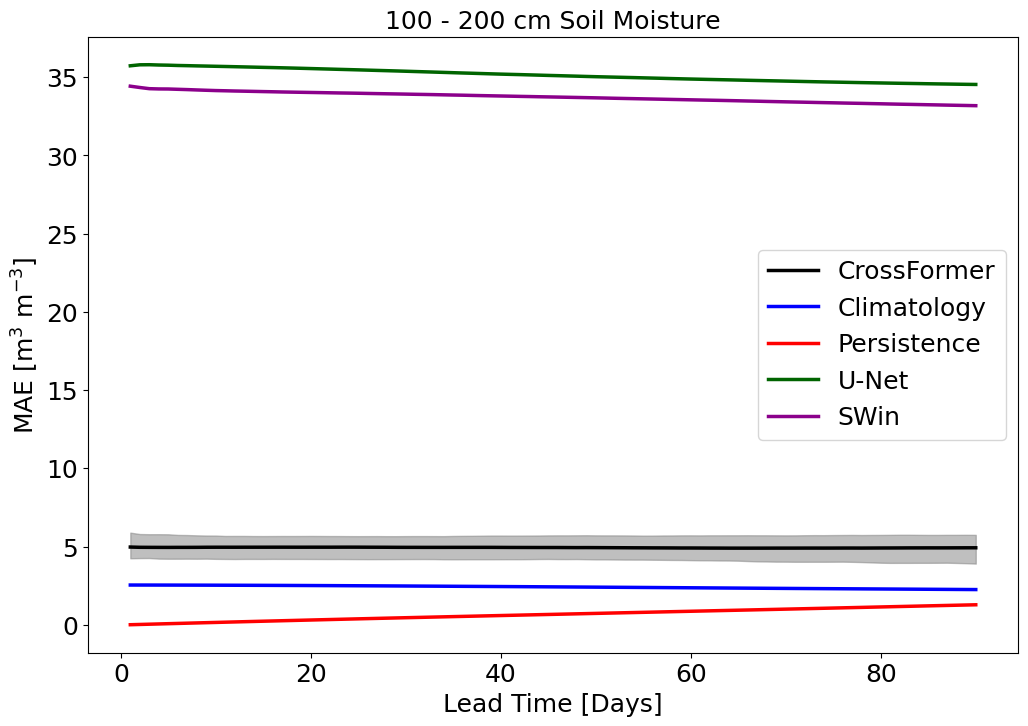 100 - 200 cm Soil Moisture
MAE [m³ m⁻³]
35
30
25
20
15
10
5
0
CrossFormer
Climatology
Persistence
U-Net
SWin
0 20 40 60 80
Lead Time [Days]